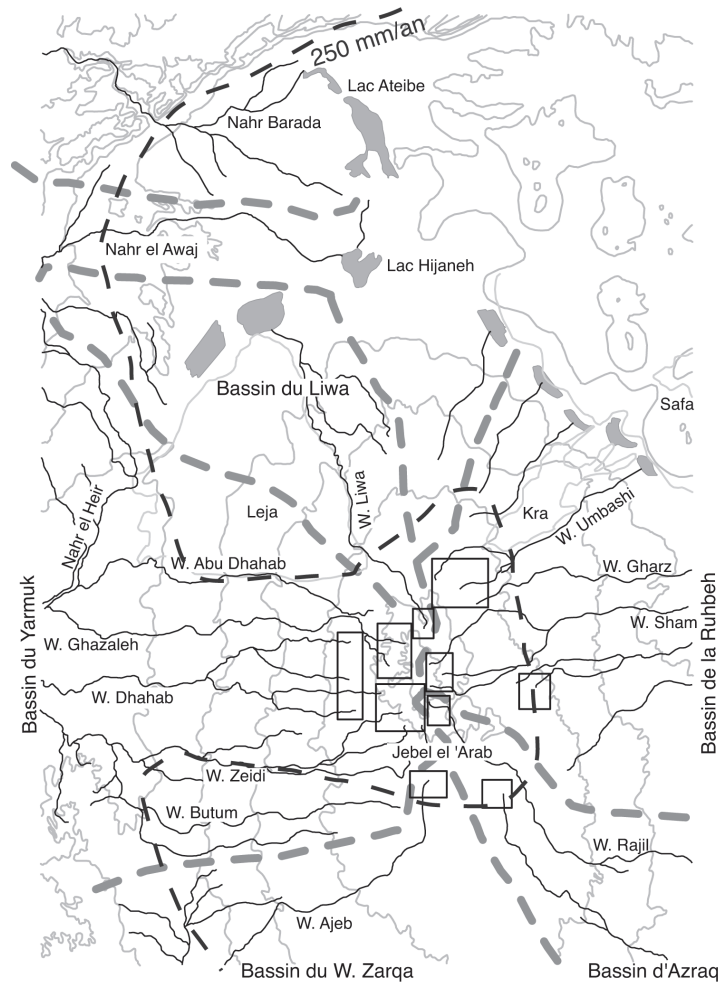 250 mm/an
Lac Ateibe
Nahr Barada
Nahr el Awaj
Lac Hijaneh
Bassin du Liwa
Safa
W. Liwa
Leja
Kra
W. Umbashi
Nahr el Heir
W. Abu Dhahab
W. Gharz
Bassin du Yarmuk
W. Ghazaleh
W. Sham
Bassin de la Ruhbeh
W. Dhahab
Jebel el 'Arab
W. Zeidi
W. Butum
W. Rajil
W. Ajeb
Bassin du W. Zarqa
Bassin d'Azraq